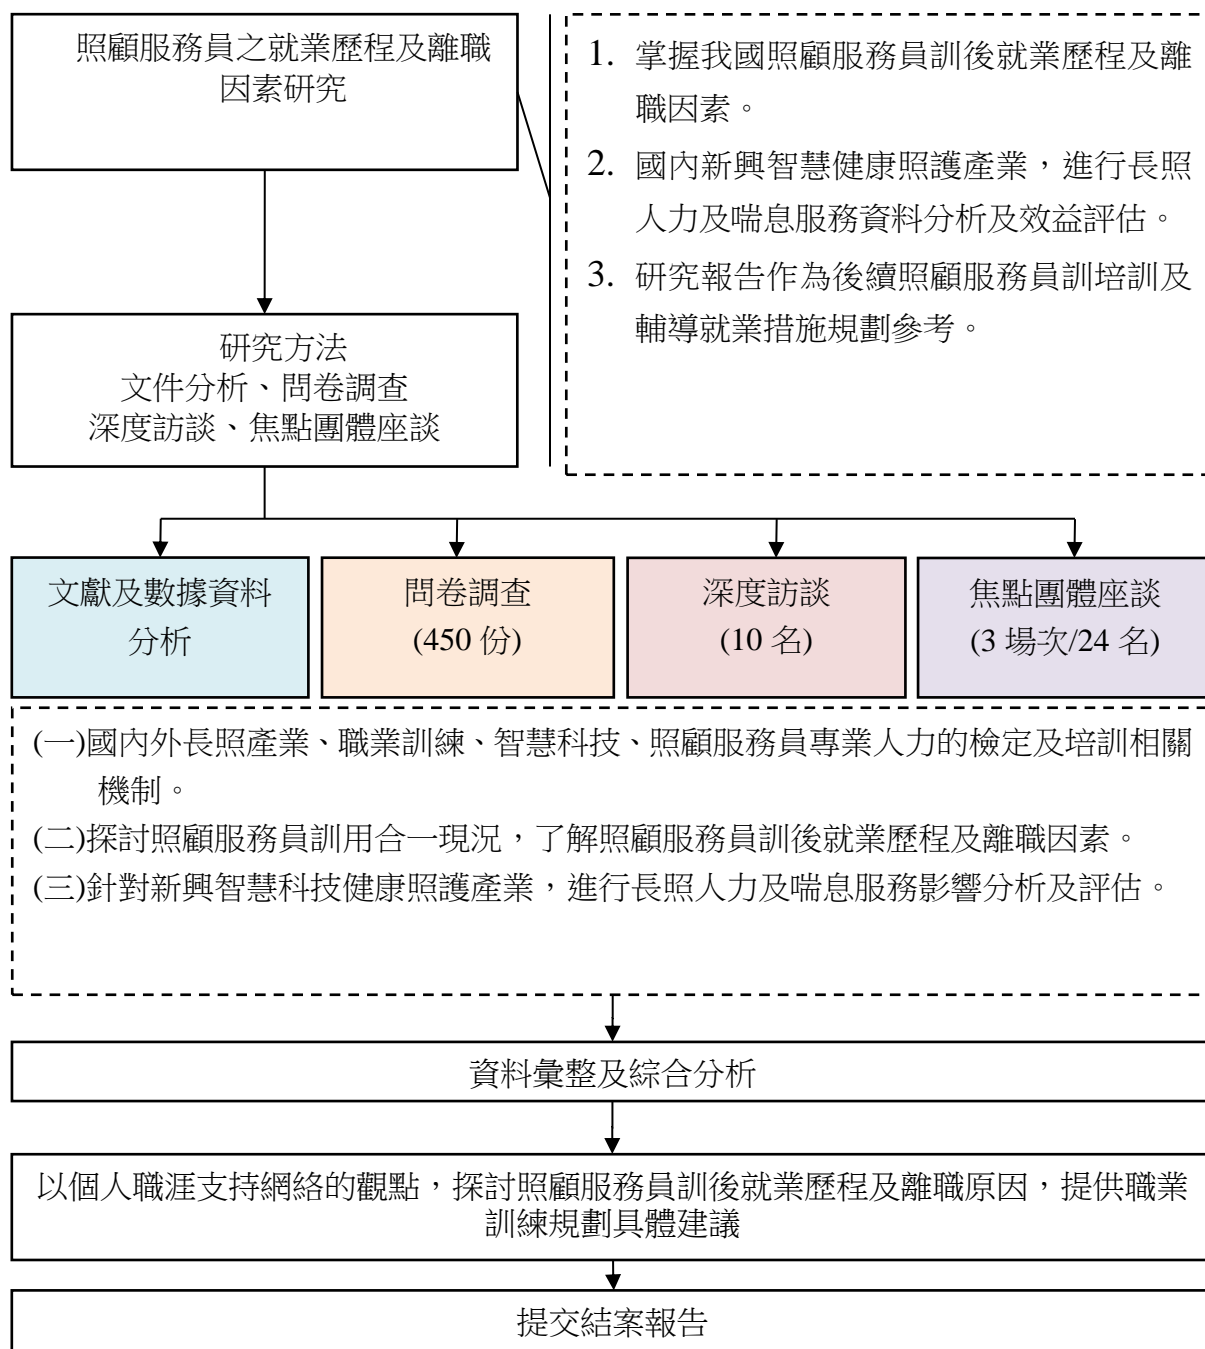 照顧服務員之就業歷程及離職
因素研究
1. 掌握我國照顧服務員訓後就業歷程及離
職因素。
2. 國內新興智慧健康照護產業，進行長照
人力及喘息服務資料分析及效益評估。
3. 研究報告作為後續照顧服務員訓培訓及
輔導就業措施規劃參考。
研究方法
文件分析、問卷調查
深度訪談、焦點團體座談
文獻及數據資料
分析
問卷調查
(450 份)
深度訪談
(10 名)
焦點團體座談
(3 場次/24 名)
(一)國內外長照產業、職業訓練、智慧科技、照顧服務員專業人力的檢定及培訓相關
機制。
(二)探討照顧服務員訓用合一現況，了解照顧服務員訓後就業歷程及離職因素。
(三)針對新興智慧科技健康照護產業，進行長照人力及喘息服務影響分析及評估。
資料彙整及綜合分析
以個人職涯支持網絡的觀點，探討照顧服務員訓後就業歷程及離職原因，提供職業
訓練規劃具體建議
提交結案報告